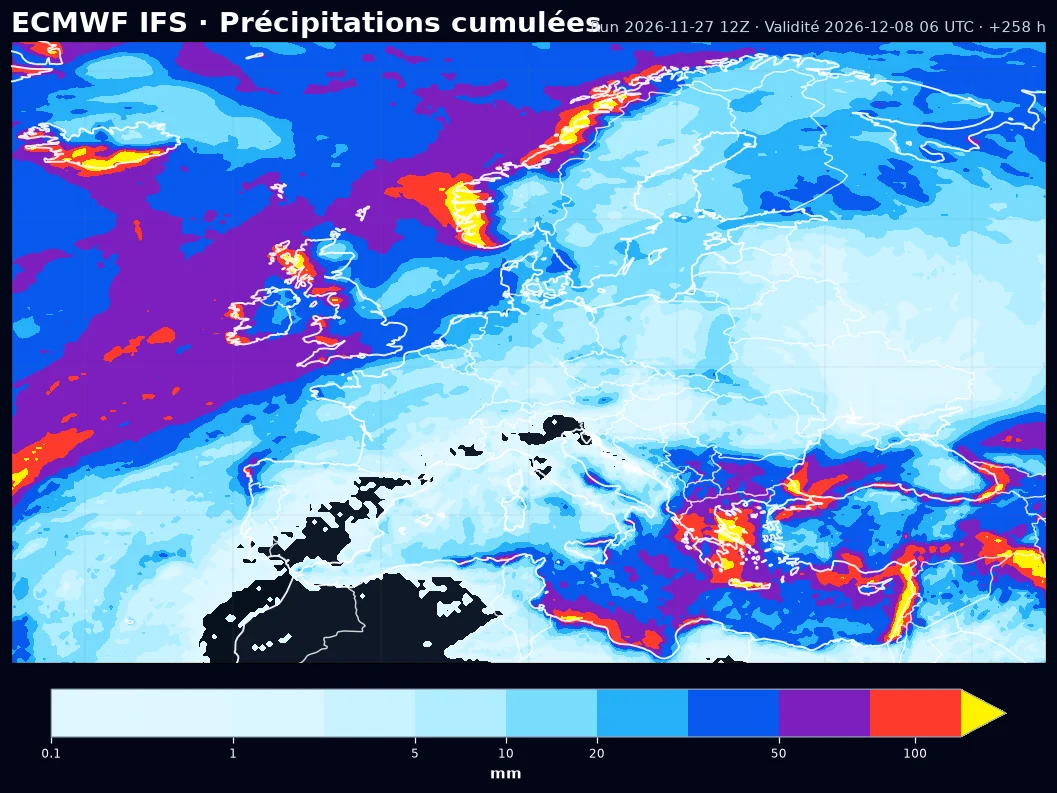 ECMWF IFS · Précipitations cumulées
Run 2026-11-27 12Z · Validité 2026-12-08 06 UTC · +258 h
0.1 1 5 10 20 50 100
mm